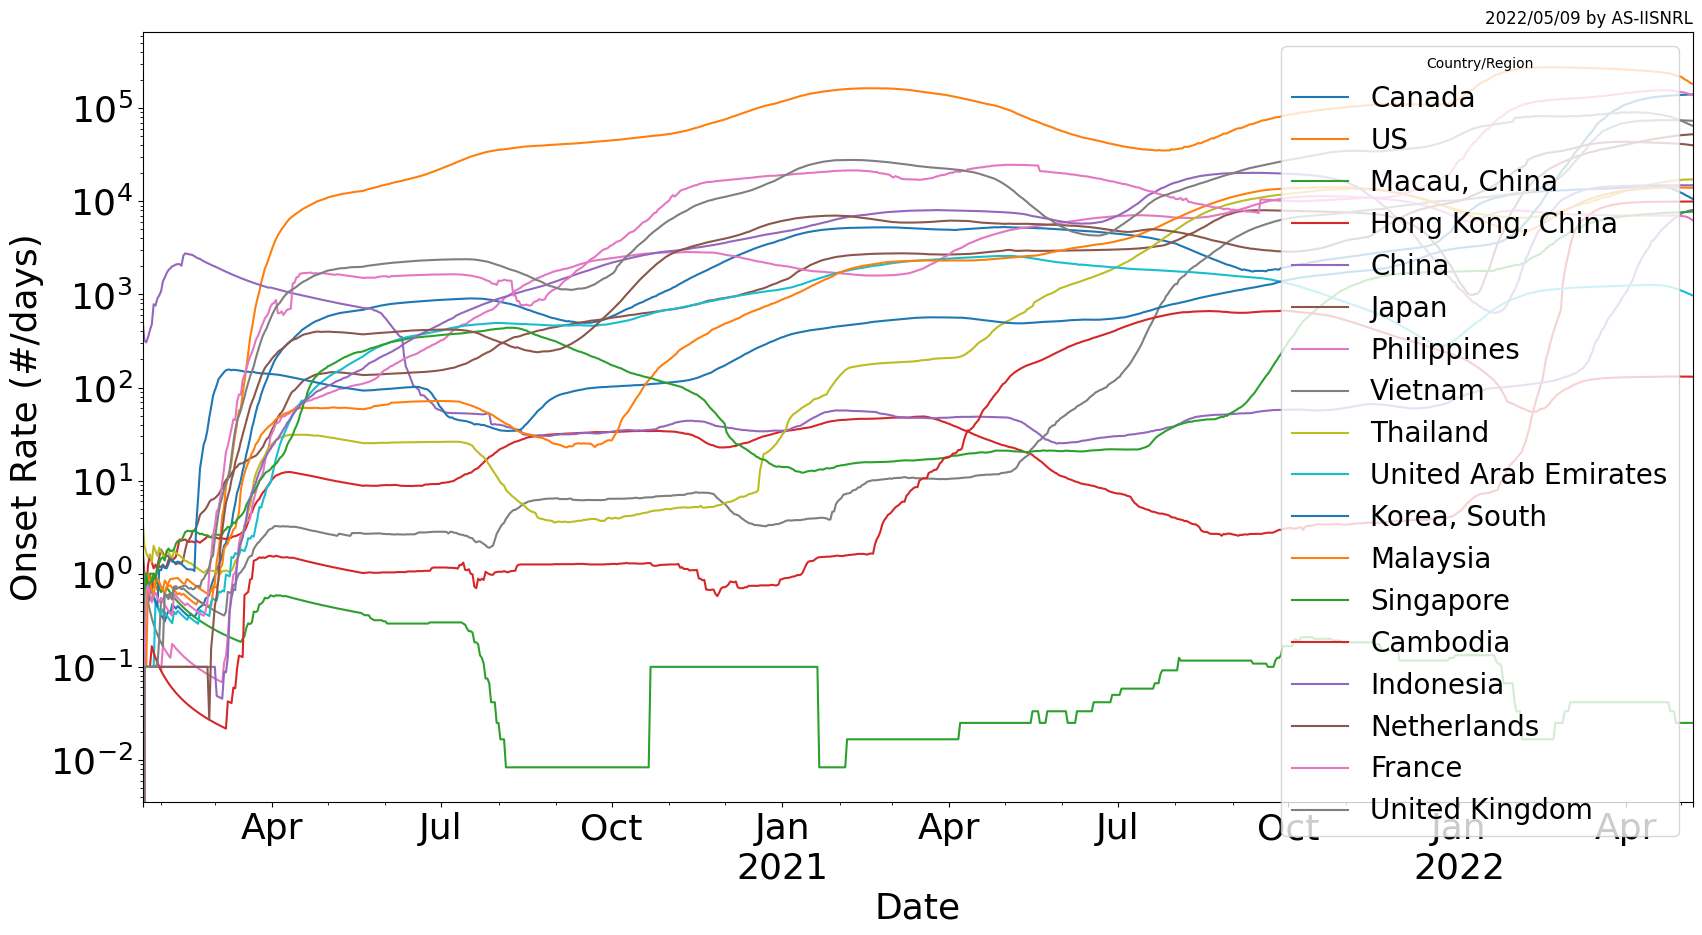 2022/05/09 by AS-IISNRL
Onset Rate (#/days)
10^5
10^4
10^3
10^2
10^1
10^0
10^-1
10^-2
Country/Region
Canada
US
Macau, China
Hong Kong, China
China
Japan
Philippines
Vietnam
Thailand
United Arab Emirates
Korea, South
Malaysia
Singapore
Cambodia
Indonesia
Netherlands
France
United Kingdom
Apr Jul Oct Jan Apr Jul Oct Jan Apr
2021 2022
Date